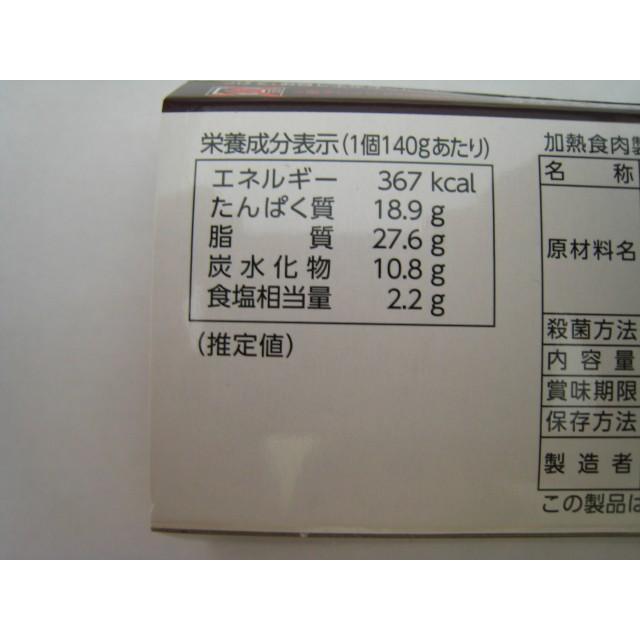 栄養成分表示(1個140gあたり)
エネルギー 367 kcal
たんぱく質 18.9 g
脂質 27.6 g
炭水化物 10.8 g
食塩相当量 2.2 g
(推定値)
加熱食肉製
名称
原材料名
殺菌方法
内容量
賞味期限
保存方法
製造者
この製品は